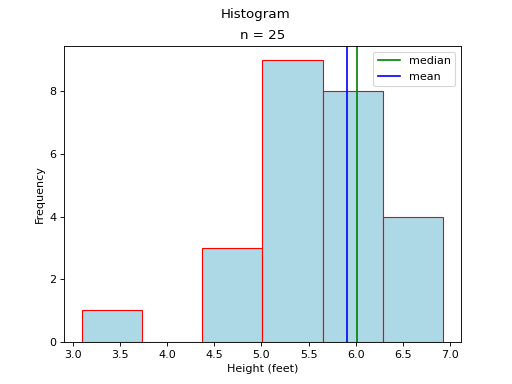 Histogram
n = 25
median
mean
8
6
4
2
0
Frequency
3.0 3.5 4.0 4.5 5.0 5.5 6.0 6.5 7.0
Height (feet)